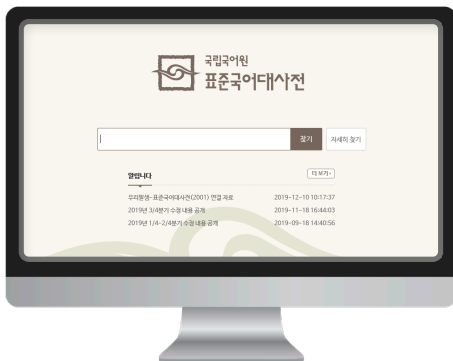 국립국어원
표준국어대사전
찾기
자세히 찾기
알립니다
더 보기
우리말샘-표준국어대사전(2001) 연결 자료 2019-12-10 10:17:37
2019년 3/4분기 수정 내용 공개 2019-11-18 16:44:03
2019년 1/4~2/4분기 수정 내용 공개 2019-09-18 14:40:56